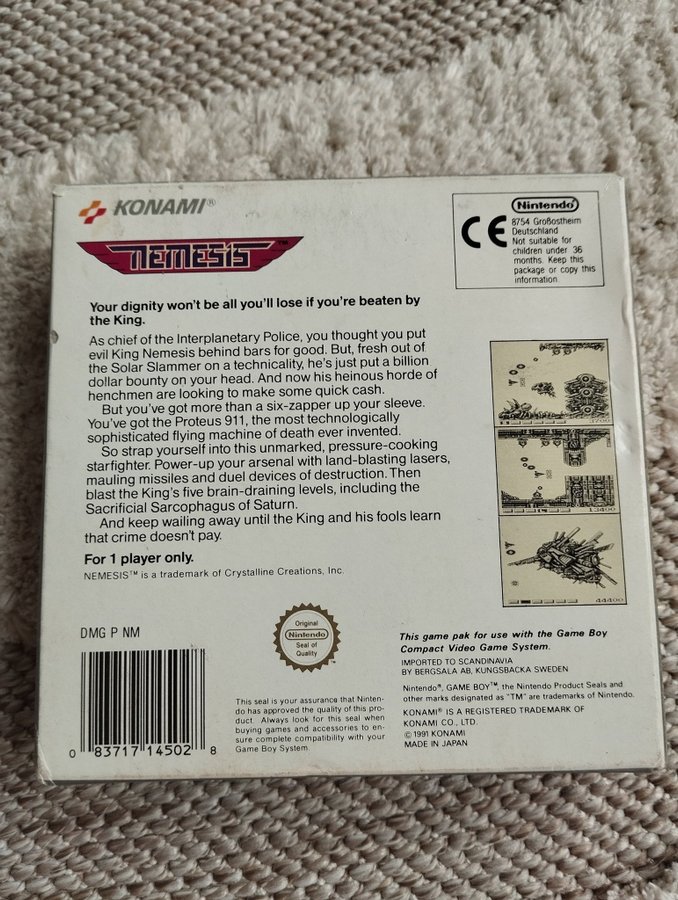 KONAMI®
NEMESIS™
Nintendo®
CE
8754 Großostheim
Deutschland
Not suitable for
children under 36
months. Keep this
package or copy this
information
Your dignity won't be all you'll lose if you're beaten by
the King.
As chief of the Interplanetary Police, you thought you put
evil King Nemesis behind bars for good. But, fresh out of
the Solar Slammer on a technicality, he's just put a billion
dollar bounty on your head. And now his heinous horde of
henchmen are looking to make some quick cash.
But you've got more than a six-zapper up your sleeve.
You've got the Proteus 911, the most technologically
sophisticated flying machine of death ever invented.
So strap yourself into this unmarked, pressure-cooking
starfighter. Power-up your arsenal with land-blasting lasers,
mauling missiles and duel devices of destruction. Then
blast the King's five brain-draining levels, including the
Sacrificial Sarcophagus of Saturn.
And keep wailing away until the King and his fools learn
that crime doesn't pay.
For 1 player only.
NEMESIS™ is a trademark of Crystalline Creations, Inc.
3700
13400
44400
DMG P NM
0 83717 14502 8
Original
Nintendo
Seal of
Quality
This seal is your assurance that Ninten-
do has approved the quality of this pro-
duct. Always look for this seal when
buying games and accessories to en-
sure complete compatibility with your
Game Boy System.
This game pak for use with the Game Boy
Compact Video Game System.
IMPORTED TO SCANDINAVIA
BY BERGSALA AB, KUNGSBACKA SWEDEN
Nintendo®, GAME BOY™, the Nintendo Product Seals and
other marks designated as "TM" are trademarks of Nintendo.
KONAMI® IS A REGISTERED TRADEMARK OF
KONAMI CO., LTD.
© 1991 KONAMI
MADE IN JAPAN